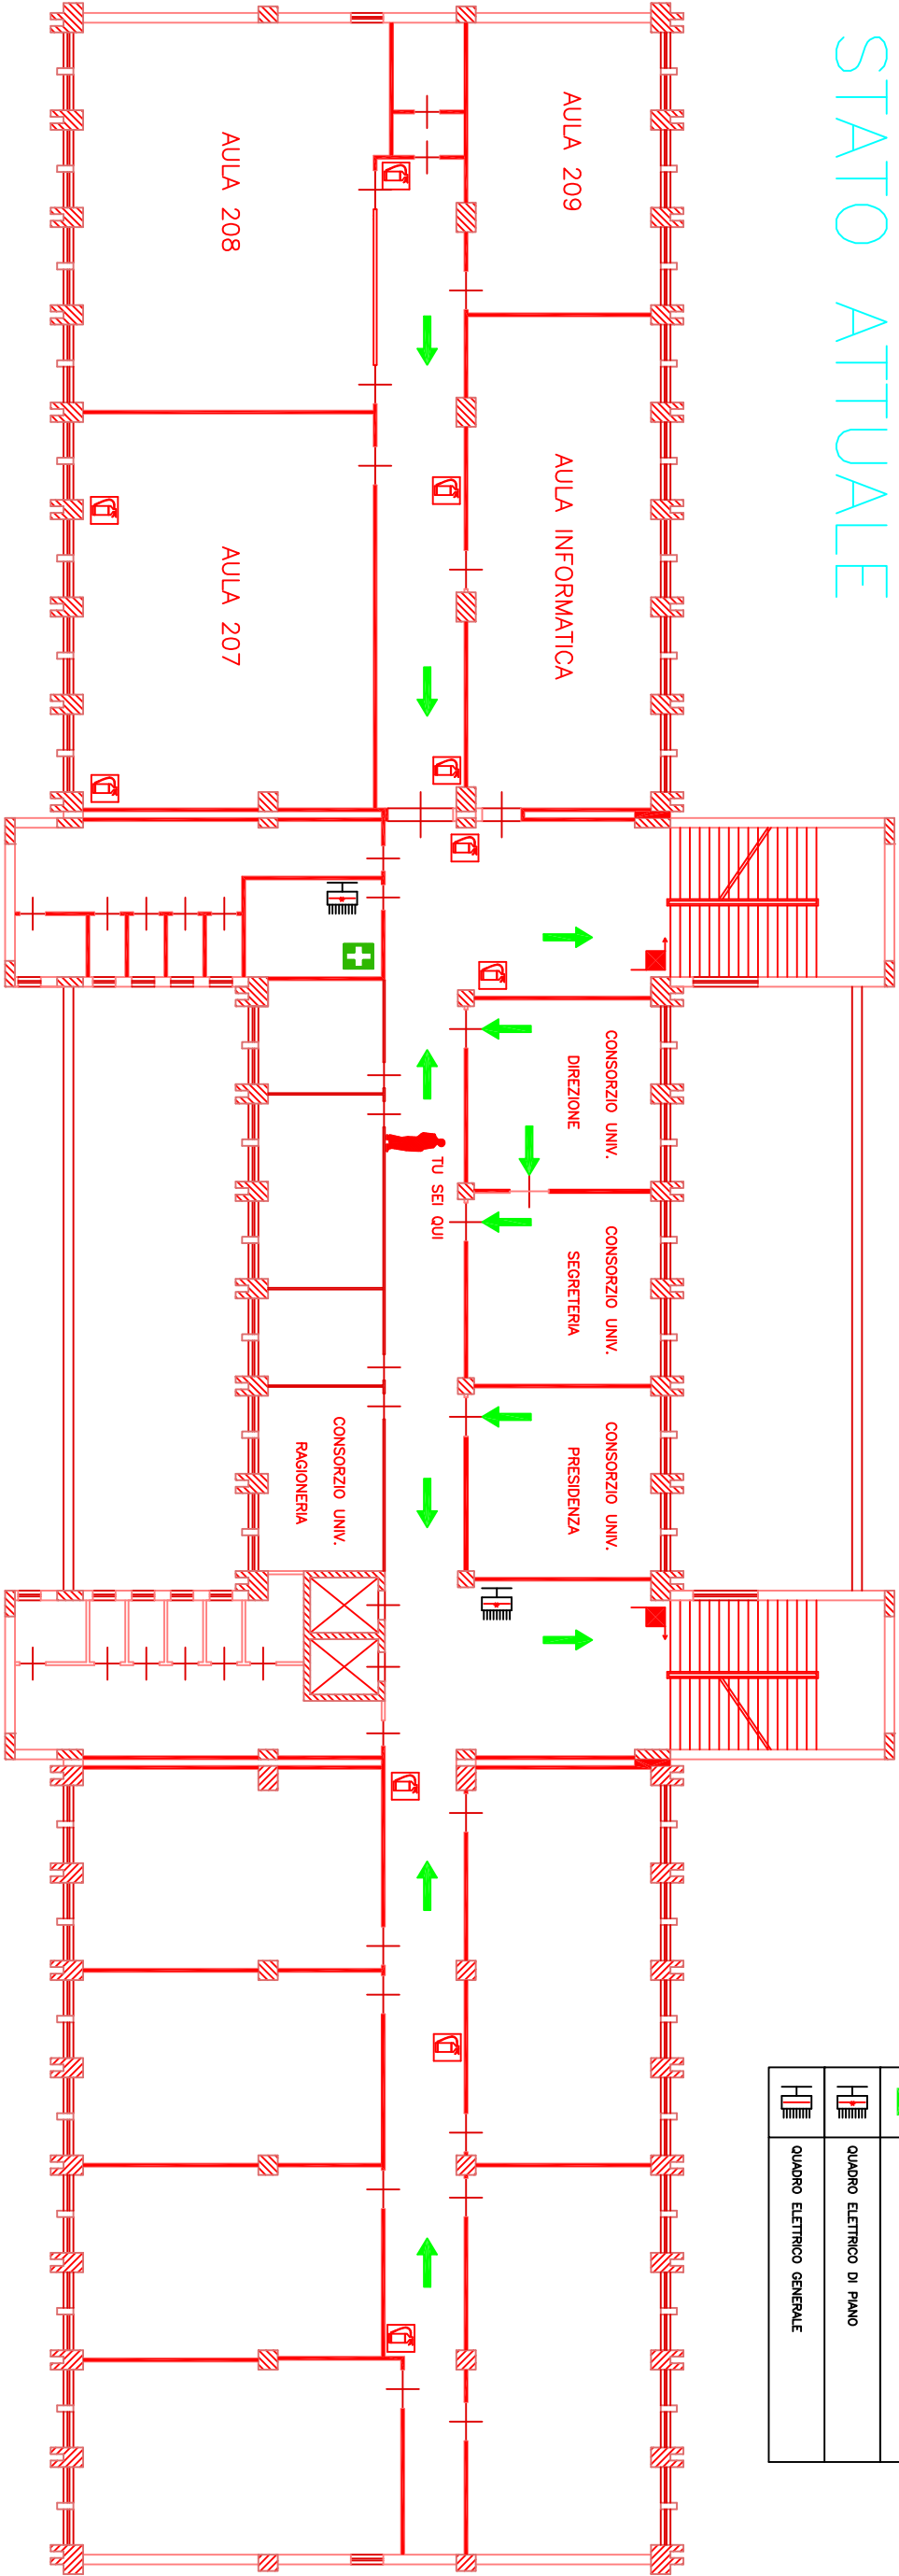 STATO ATTUALE
AULA 209
AULA INFORMATICA
AULA 208
AULA 207
CONSORZIO UNIV.
DIREZIONE
CONSORZIO UNIV.
SEGRETERIA
CONSORZIO UNIV.
PRESIDENZA
TU SEI QUI
CONSORZIO UNIV.
RAGIONERIA
QUADRO ELETTRICO DI PIANO
QUADRO ELETTRICO GENERALE